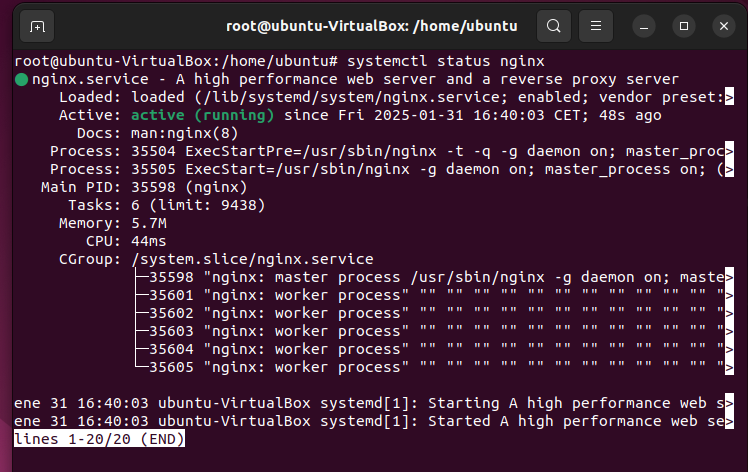 root@ubuntu-VirtualBox: /home/ubuntu
root@ubuntu-VirtualBox:/home/ubuntu# systemctl status nginx
● nginx.service - A high performance web server and a reverse proxy server
Loaded: loaded (/lib/systemd/system/nginx.service; enabled; vendor preset:>
Active: active (running) since Fri 2025-01-31 16:40:03 CET; 48s ago
Docs: man:nginx(8)
Process: 35504 ExecStartPre=/usr/sbin/nginx -t -q -g daemon on; master_proc>
Process: 35505 ExecStart=/usr/sbin/nginx -g daemon on; master_process on; (>
Main PID: 35598 (nginx)
Tasks: 6 (limit: 9438)
Memory: 5.7M
CPU: 44ms
CGroup: /system.slice/nginx.service
├─35598 "nginx: master process /usr/sbin/nginx -g daemon on; maste>
├─35601 "nginx: worker process" "" "" "" "" "" "" "" "" "" "" "" ">
├─35602 "nginx: worker process" "" "" "" "" "" "" "" "" "" "" "" ">
├─35603 "nginx: worker process" "" "" "" "" "" "" "" "" "" "" "" ">
├─35604 "nginx: worker process" "" "" "" "" "" "" "" "" "" "" "" ">
└─35605 "nginx: worker process" "" "" "" "" "" "" "" "" "" "" "" ">
ene 31 16:40:03 ubuntu-VirtualBox systemd[1]: Starting A high performance web s>
ene 31 16:40:03 ubuntu-VirtualBox systemd[1]: Started A high performance web se>
lines 1-20/20 (END)